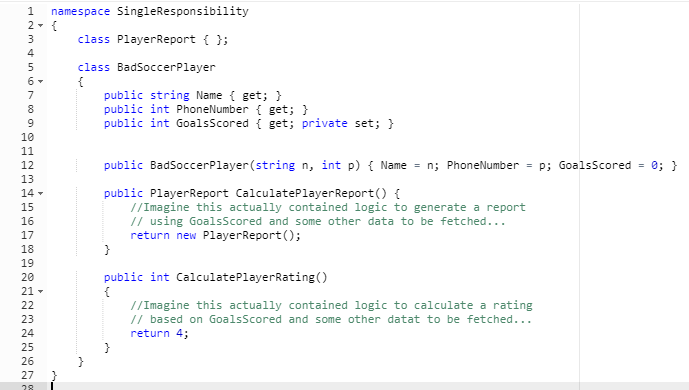 1 namespace SingleResponsibility
2 {
3 class PlayerReport { };
4
5 class BadSoccerPlayer
6 {
7 public string Name { get; }
8 public int PhoneNumber { get; }
9 public int GoalsScored { get; private set; }
10
11
12 public BadSoccerPlayer(string n, int p) { Name = n; PhoneNumber = p; GoalsScored = 0; }
13
14 public PlayerReport CalculatePlayerReport() {
15 //Imagine this actually contained logic to generate a report
16 // using GoalsScored and some other data to be fetched...
17 return new PlayerReport();
18 }
19
20 public int CalculatePlayerRating()
21 {
22 //Imagine this actually contained logic to calculate a rating
23 // based on GoalsScored and some other datat to be fetched...
24 return 4;
25 }
26 }
27 }
28